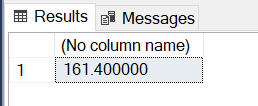 Results Messages
(No column name)
1 161.400000